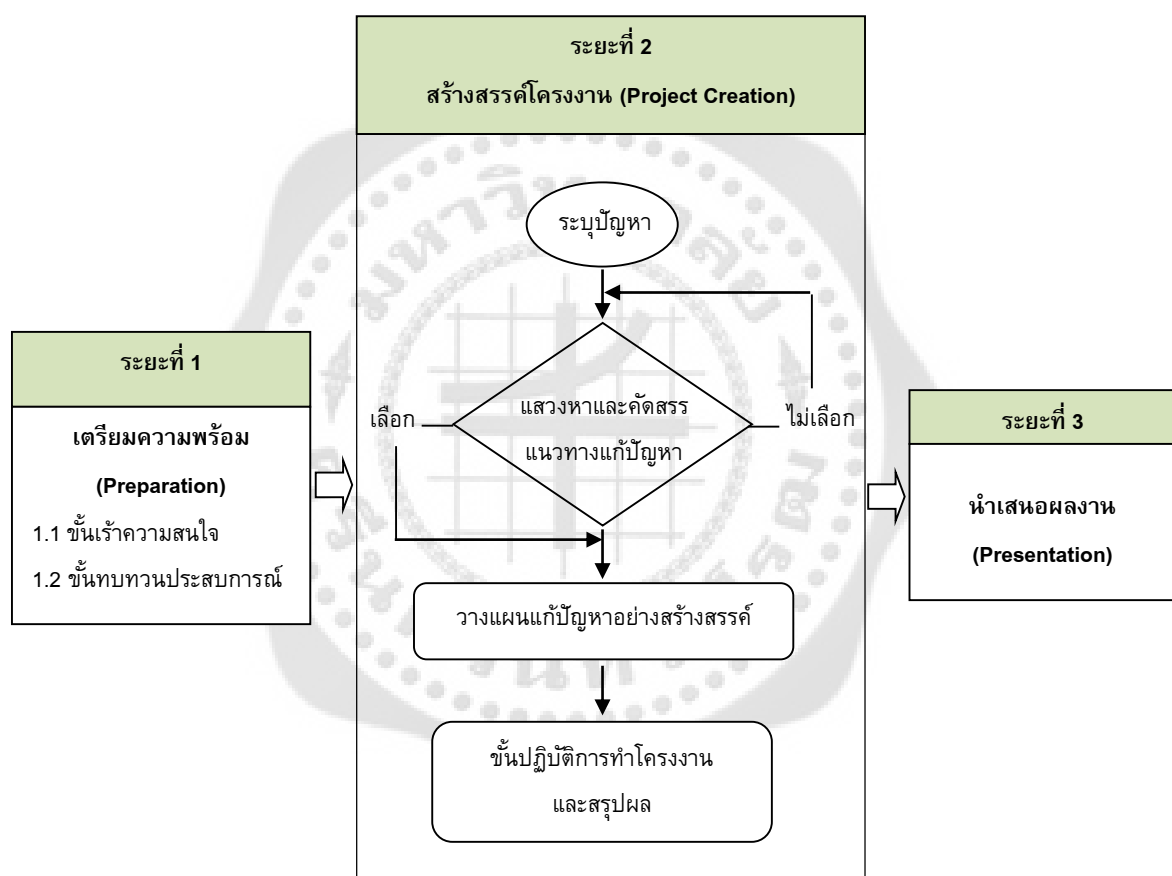 ระยะที่ 1
เตรียมความพร้อม
(Preparation)
1.1 ขั้นเร้าความสนใจ
1.2 ขั้นทบทวนประสบการณ์
ระยะที่ 2
สร้างสรรค์โครงงาน (Project Creation)
ระบุปัญหา
แสวงหาและคัดสรร
แนวทางแก้ปัญหา
เลือก
ไม่เลือก
วางแผนแก้ปัญหาอย่างสร้างสรรค์
ขั้นปฏิบัติการทำโครงงาน
และสรุปผล
ระยะที่ 3
นำเสนอผลงาน
(Presentation)